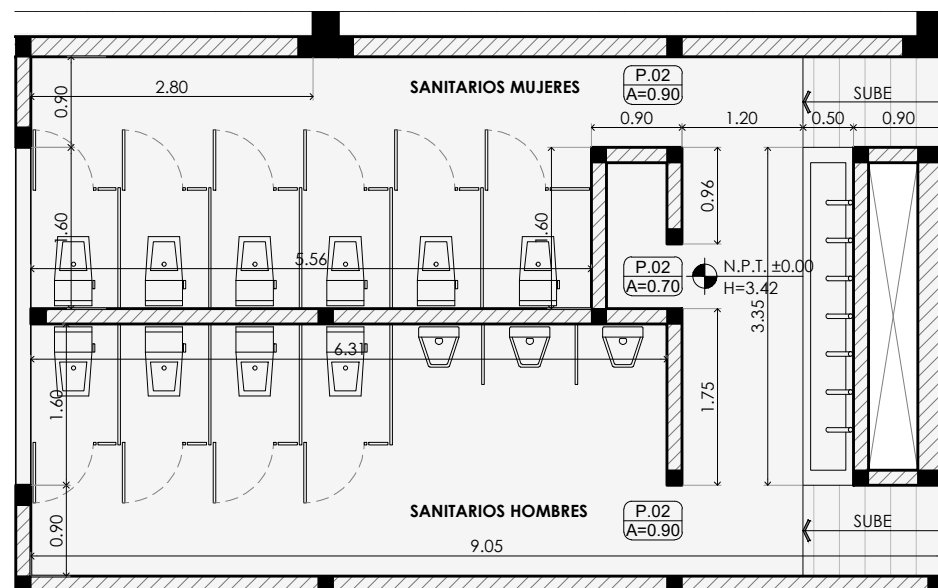 2.80
SANITARIOS MUJERES
P.02
A=0.90
SUBE
0.90
0.90
1.20
0.50
0.90
.60
.60
5.56
0.96
P.02
A=0.70
N.P.T. ±0.00
H=3.42
3.35
6.31
1.60
1.75
SANITARIOS HOMBRES
P.02
A=0.90
SUBE
0.90
9.05